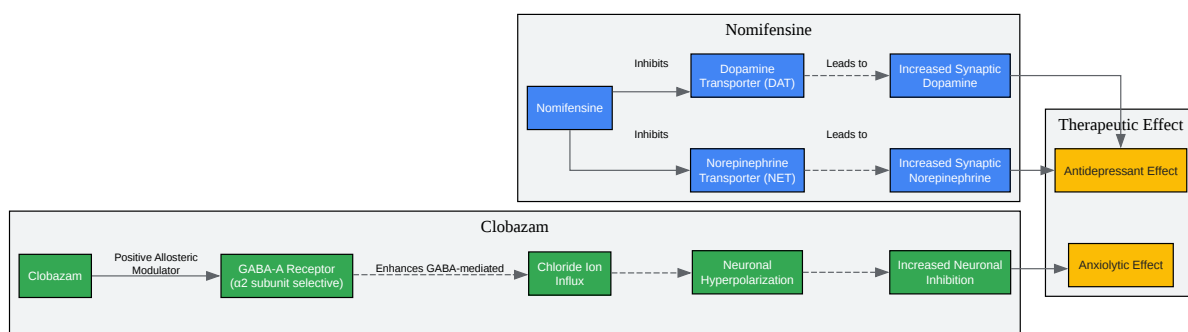 Nomifensine
Inhibits
Dopamine
Transporter (DAT)
Leads to
Increased Synaptic
Dopamine
Nomifensine
Inhibits
Norepinephrine
Transporter (NET)
Leads to
Increased Synaptic
Norepinephrine
Therapeutic Effect
Antidepressant Effect
Anxiolytic Effect
Clobazam
Clobazam
Positive Allosteric
Modulator
GABA-A Receptor
(α2 subunit selective)
Enhances GABA-mediated
Chloride Ion
Influx
Neuronal
Hyperpolarization
Increased Neuronal
Inhibition